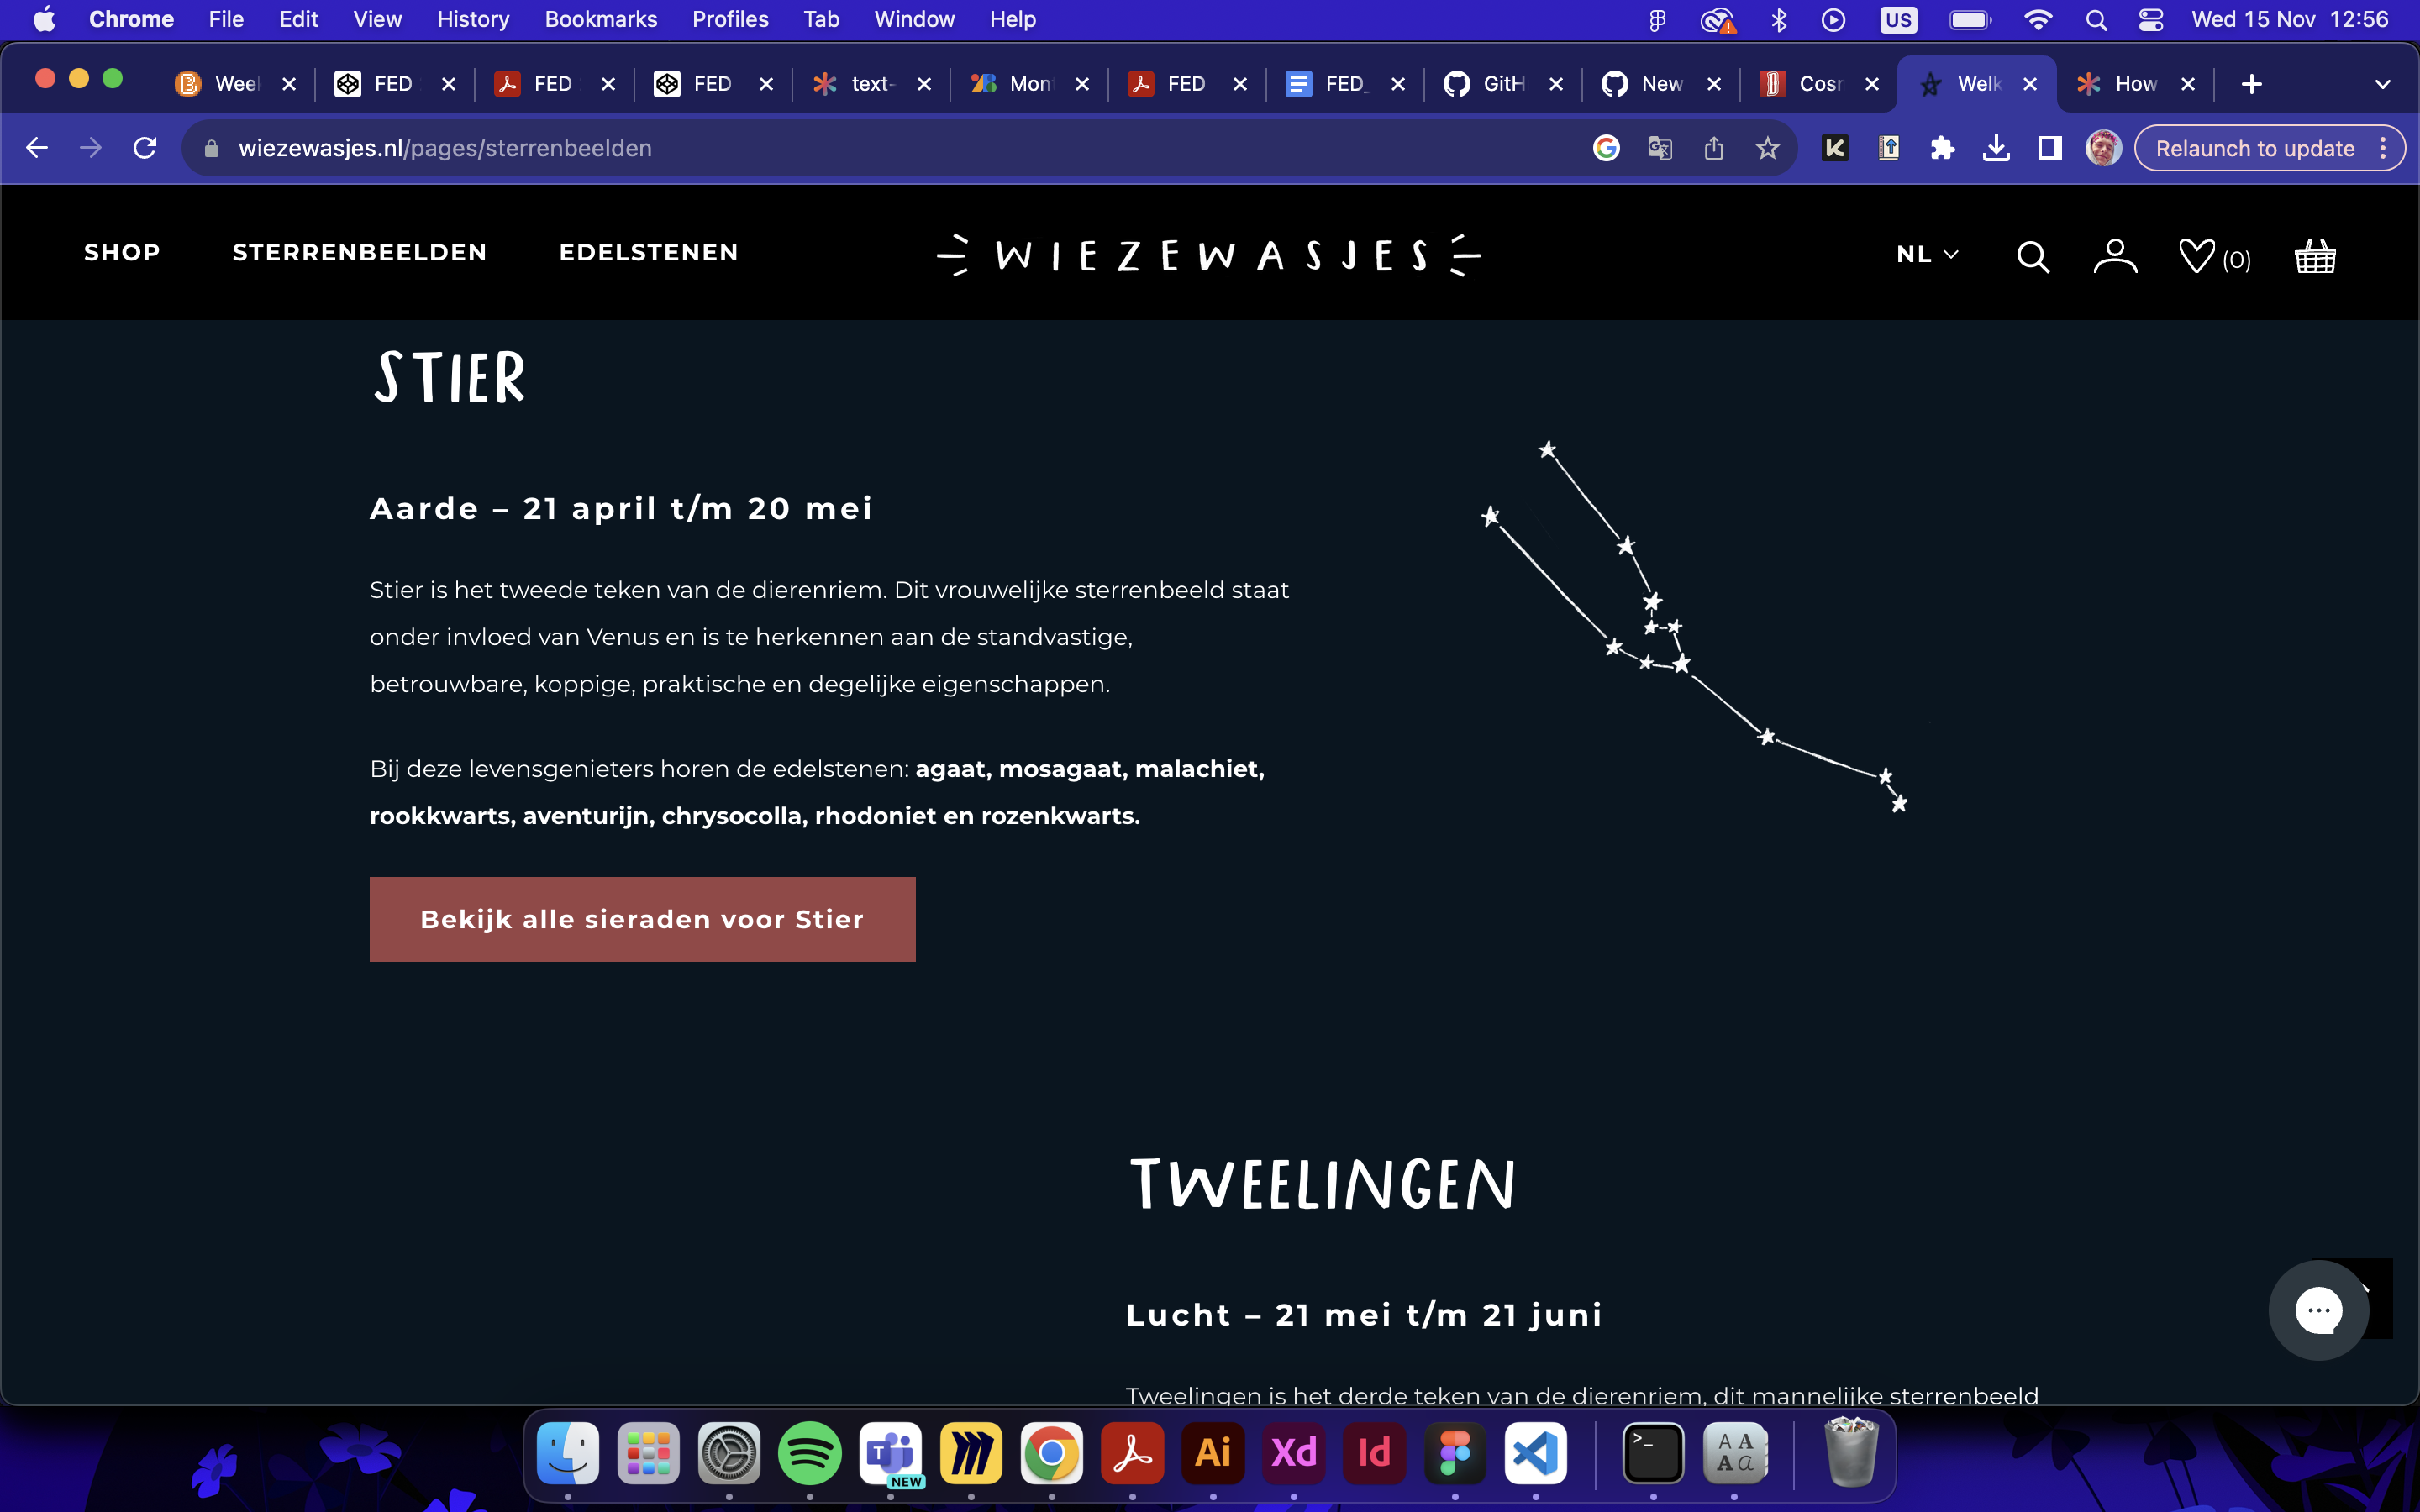 Chrome File Edit View History Bookmarks Profiles Tab Window Help US Wed 15 Nov 12:56
Wee FED FED FED text- Mon FED FED_ GitH New Cosr Welk How
wiezewasjes.nl/pages/sterrenbeelden Relaunch to update
SHOP STERRENBEELDEN EDELSTENEN WIEZEWASJES NL (0)
STIER
Aarde – 21 april t/m 20 mei
Stier is het tweede teken van de dierenriem. Dit vrouwelijke sterrenbeeld staat
onder invloed van Venus en is te herkennen aan de standvastige,
betrouwbare, koppige, praktische en degelijke eigenschappen.
Bij deze levensgenieters horen de edelstenen: agaat, mosagaat, malachiet,
rookkwarts, aventurijn, chrysocolla, rhodoniet en rozenkwarts.
Bekijk alle sieraden voor Stier
TWEELINGEN
Lucht – 21 mei t/m 21 juni
Tweelingen is het derde teken van de dierenriem, dit mannelijke sterrenbeeld
T NEW Ai Xd Id >_ A A A a